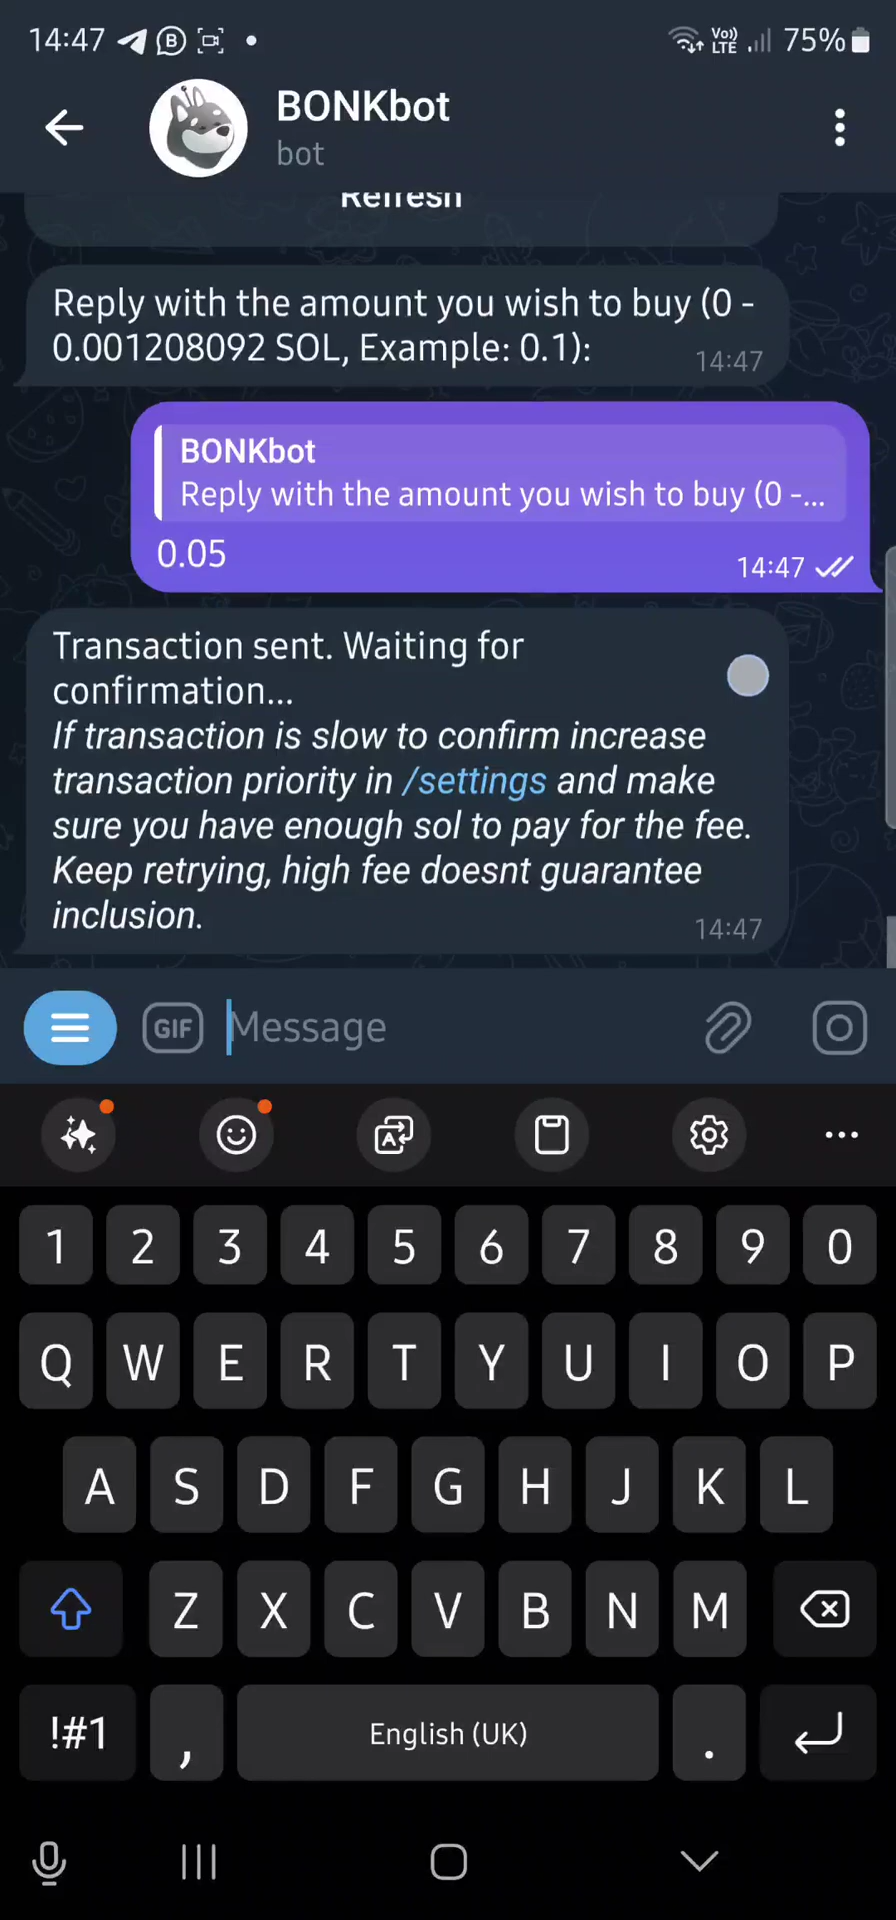 14:47 75%
Vo))
LTE
BONKbot
bot
Refresh
Reply with the amount you wish to buy (0 -
0.001208092 SOL, Example: 0.1):
14:47
BONKbot
Reply with the amount you wish to buy (0 -...
0.05
14:47
Transaction sent. Waiting for
confirmation...
If transaction is slow to confirm increase
transaction priority in /settings and make
sure you have enough sol to pay for the fee.
Keep retrying, high fee doesnt guarantee
inclusion.
14:47
GIF Message
1 2 3 4 5 6 7 8 9 0
Q W E R T Y U I O P
A S D F G H J K L
Z X C V B N M
!#1 , English (UK) .